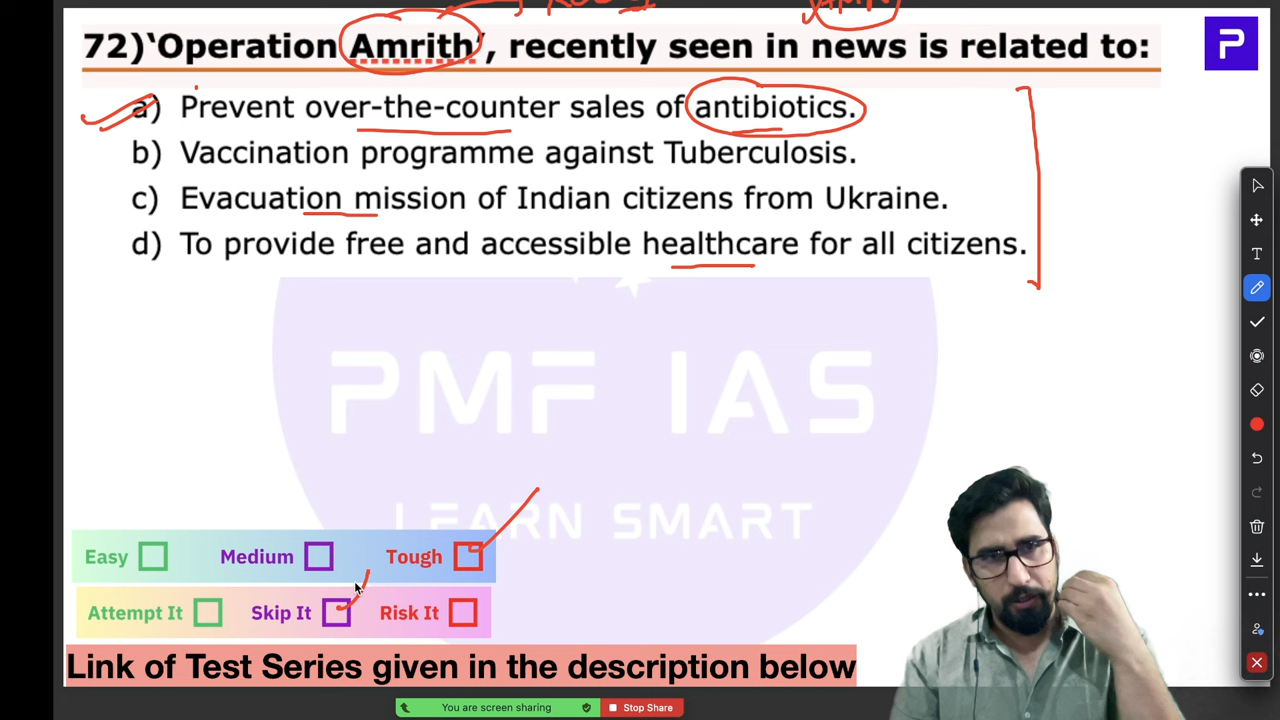 72)‘Operation Amrith‘, recently seen in news is related to:
a) Prevent over-the-counter sales of antibiotics.
b) Vaccination programme against Tuberculosis.
c) Evacuation mission of Indian citizens from Ukraine.
d) To provide free and accessible healthcare for all citizens.
P
PMF IAS
LEARN SMART
Easy Medium Tough
Attempt It Skip It Risk It
Link of Test Series given in the description below
You are screen sharing Stop Share
T